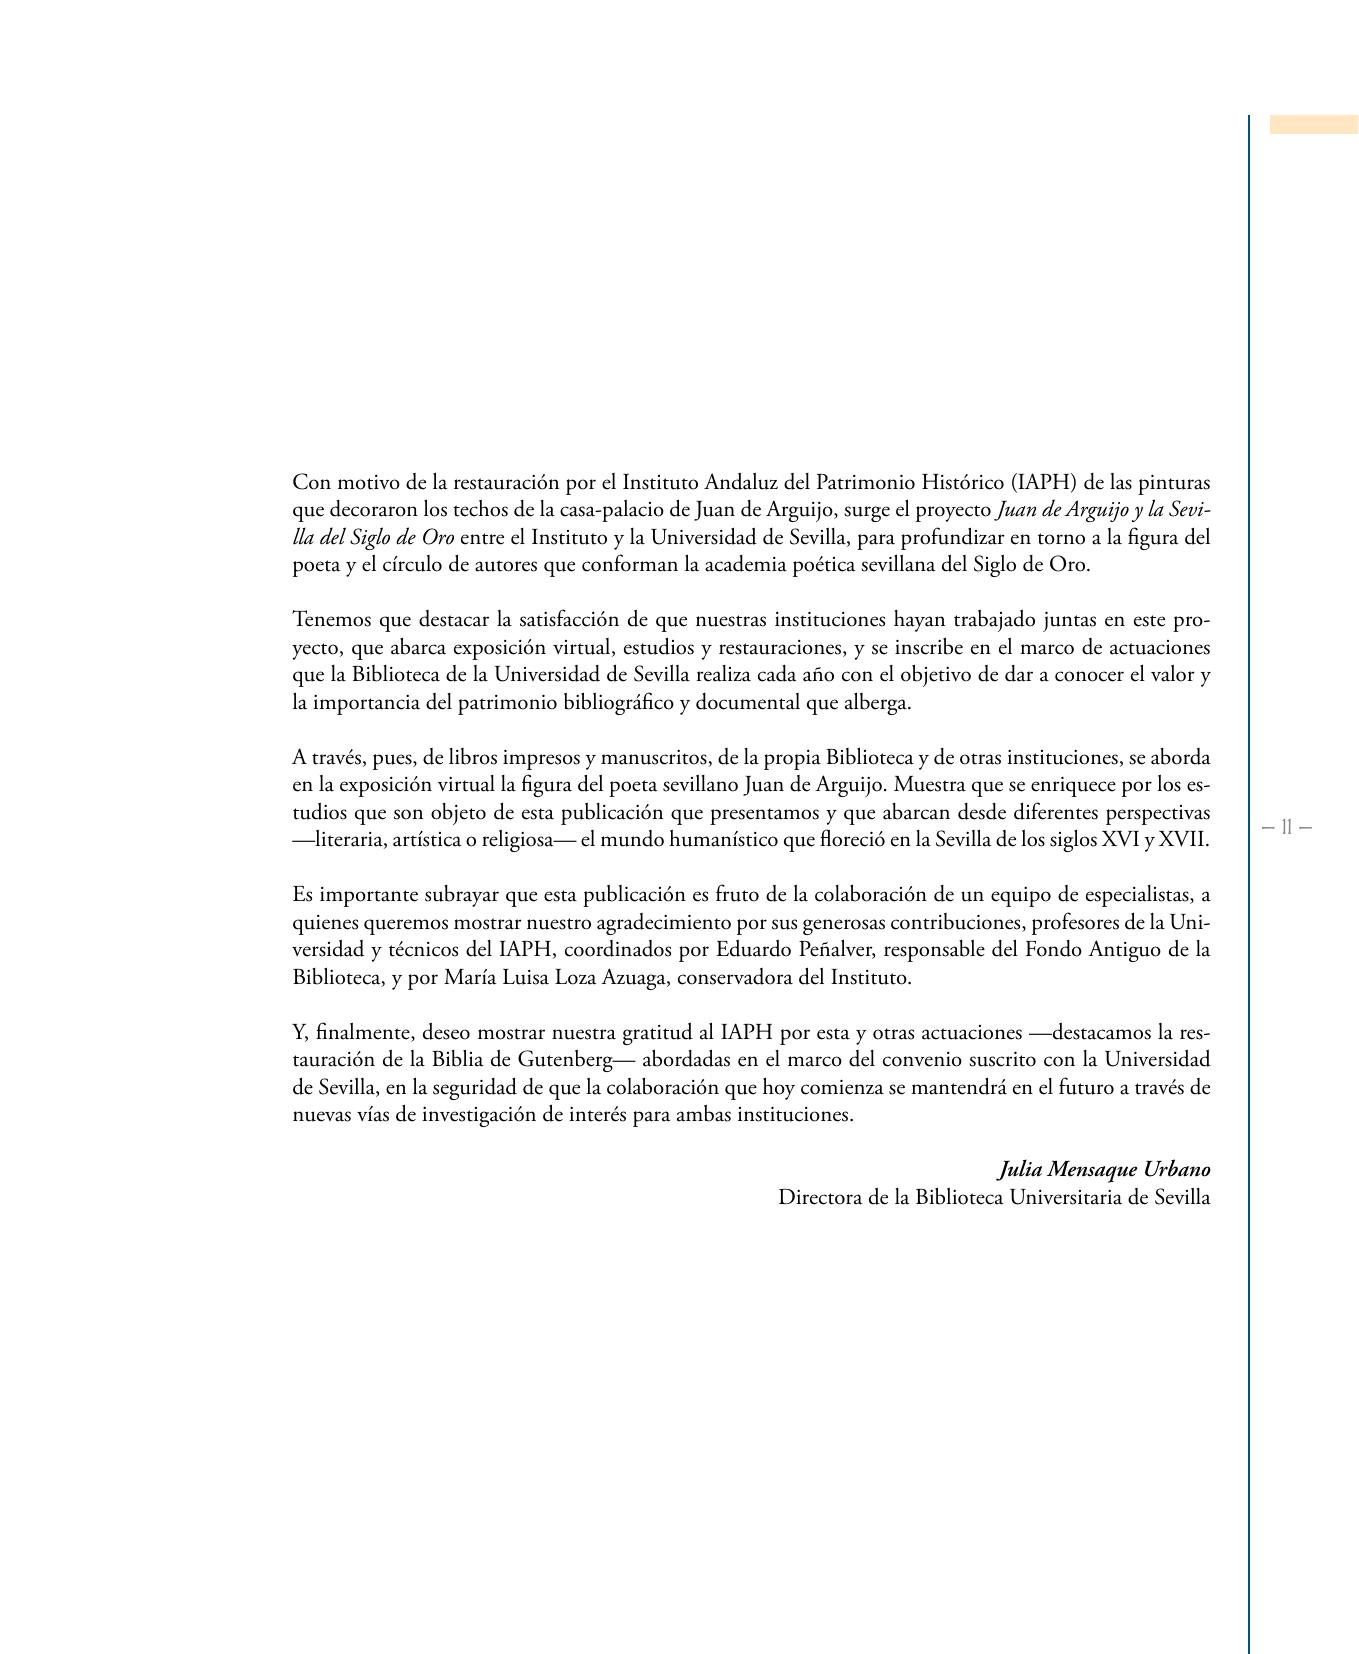 Con motivo de la restauración por el Instituto Andaluz del Patrimonio Histórico (IAPH) de las pinturas
que decoraron los techos de la casa-palacio de Juan de Arguijo, surge el proyecto Juan de Arguijo y la Sevi-
lla del Siglo de Oro entre el Instituto y la Universidad de Sevilla, para profundizar en torno a la figura del
poeta y el círculo de autores que conforman la academia poética sevillana del Siglo de Oro.
Tenemos que destacar la satisfacción de que nuestras instituciones hayan trabajado juntas en este pro-
yecto, que abarca exposición virtual, estudios y restauraciones, y se inscribe en el marco de actuaciones
que la Biblioteca de la Universidad de Sevilla realiza cada año con el objetivo de dar a conocer el valor y
la importancia del patrimonio bibliográfico y documental que alberga.
A través, pues, de libros impresos y manuscritos, de la propia Biblioteca y de otras instituciones, se aborda
en la exposición virtual la figura del poeta sevillano Juan de Arguijo. Muestra que se enriquece por los es-
tudios que son objeto de esta publicación que presentamos y que abarcan desde diferentes perspectivas
—literaria, artística o religiosa— el mundo humanístico que floreció en la Sevilla de los siglos XVI y XVII.
Es importante subrayar que esta publicación es fruto de la colaboración de un equipo de especialistas, a
quienes queremos mostrar nuestro agradecimiento por sus generosas contribuciones, profesores de la Uni-
versidad y técnicos del IAPH, coordinados por Eduardo Peñalver, responsable del Fondo Antiguo de la
Biblioteca, y por María Luisa Loza Azuaga, conservadora del Instituto.
Y, finalmente, deseo mostrar nuestra gratitud al IAPH por esta y otras actuaciones —destacamos la res-
tauración de la Biblia de Gutenberg— abordadas en el marco del convenio suscrito con la Universidad
de Sevilla, en la seguridad de que la colaboración que hoy comienza se mantendrá en el futuro a través de
nuevas vías de investigación de interés para ambas instituciones.
Julia Mensaque Urbano
Directora de la Biblioteca Universitaria de Sevilla
– 11 –